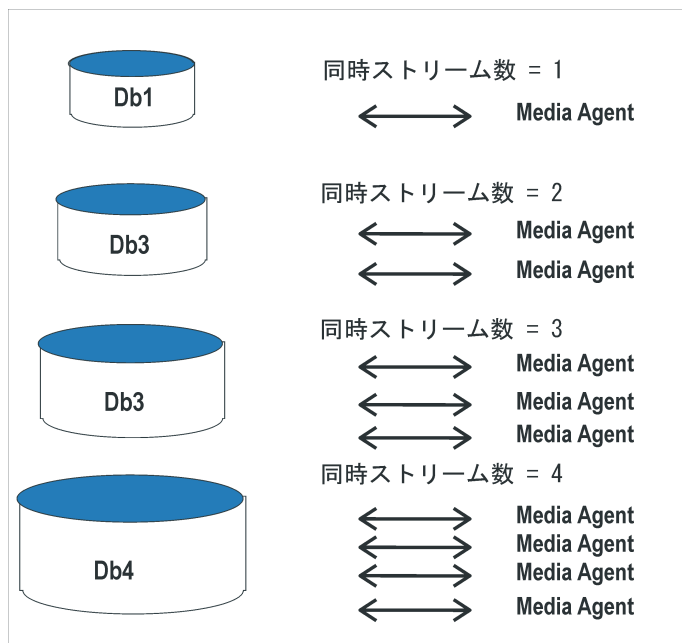 同時ストリーム数 = 1
Db1
Media Agent
同時ストリーム数 = 2
Media Agent
Db3
Media Agent
同時ストリーム数 = 3
Media Agent
Db3
Media Agent
Media Agent
同時ストリーム数 = 4
Media Agent
Media Agent
Db4
Media Agent
Media Agent